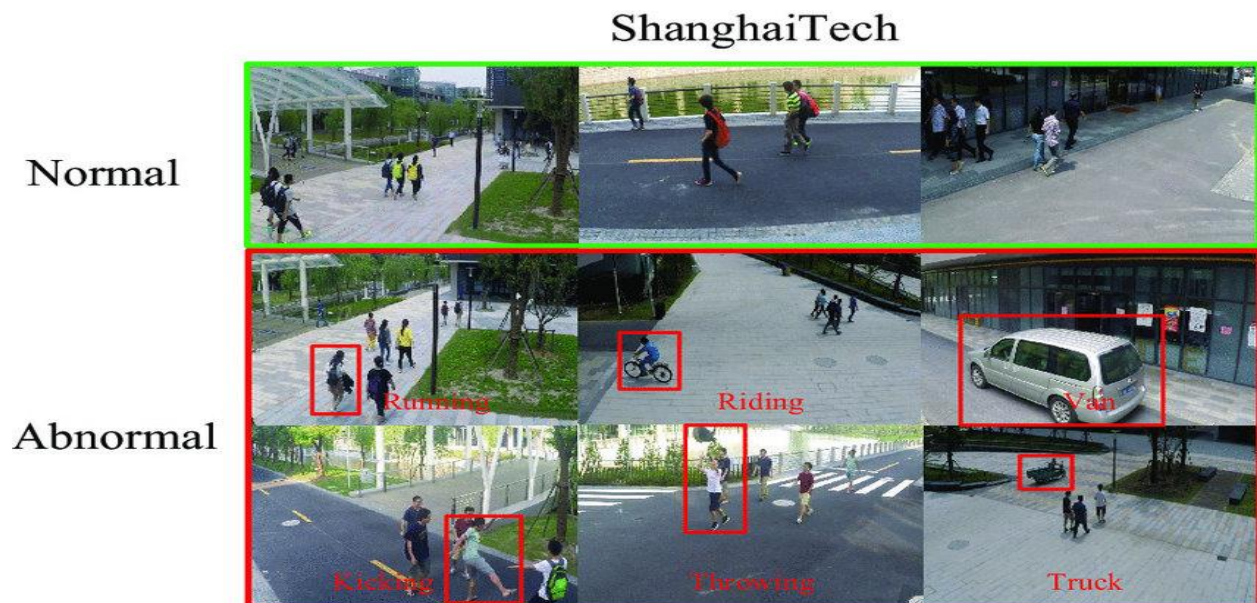 ShanghaiTech
Normal
Abnormal
Running
Riding
Van
Kicking
Throwing
Truck